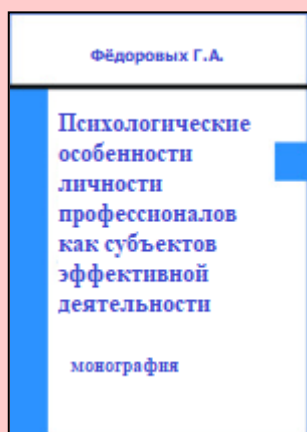 Фёдоровых Г.А.
Психологические
особенности
личности
профессионалов
как субъектов
эффективной
деятельности
монография